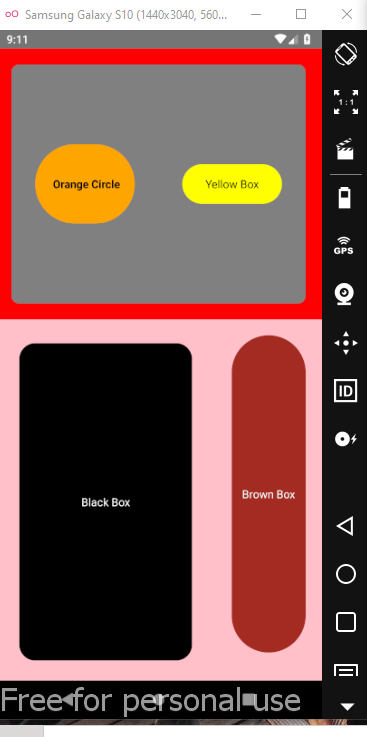 Samsung Galaxy S10 (1440x3040, 560...
9:11
1:1
Orange Circle
Yellow Box
GPS
ID
Black Box
Brown Box
Free for personal use